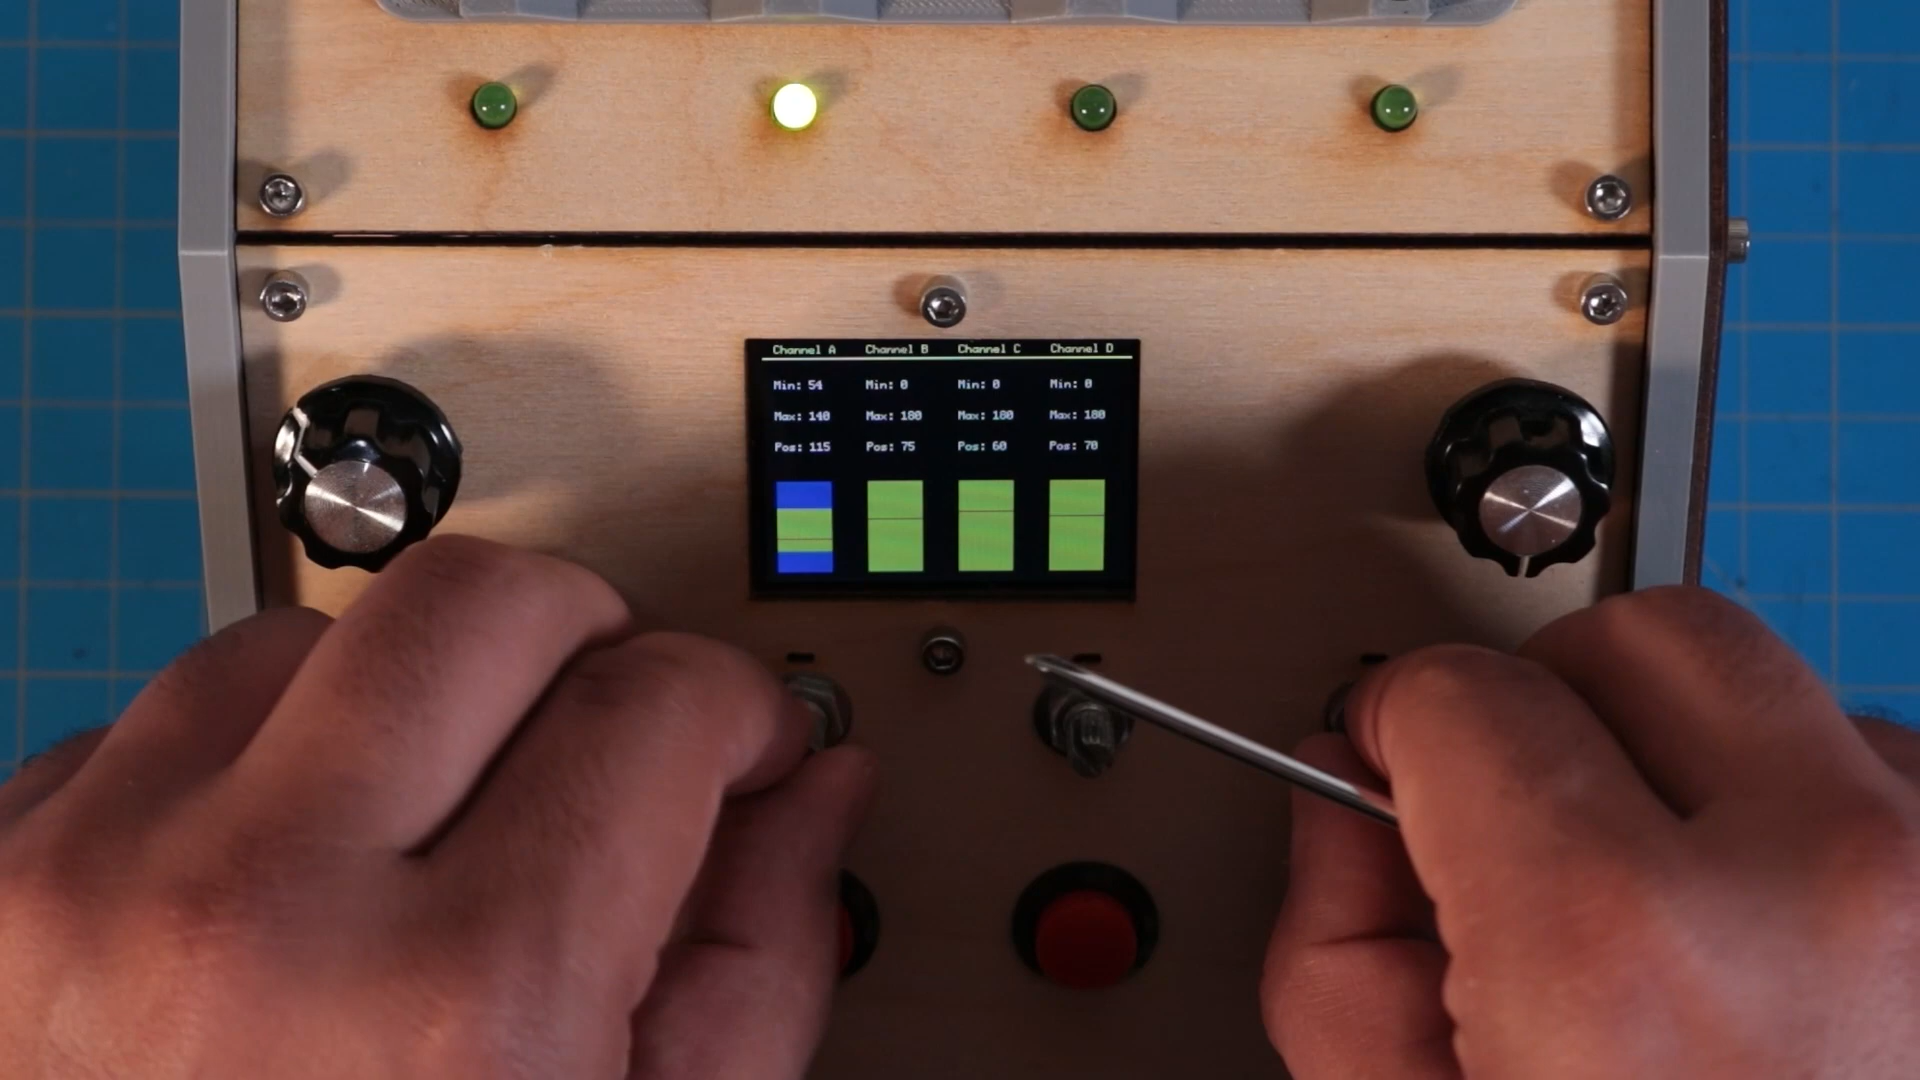 Channel A Channel B Channel C Channel D
Min: 54 Min: 0 Min: 0 Min: 0
Max: 140 Max: 180 Max: 180 Max: 180
Pos: 115 Pos: 75 Pos: 60 Pos: 70